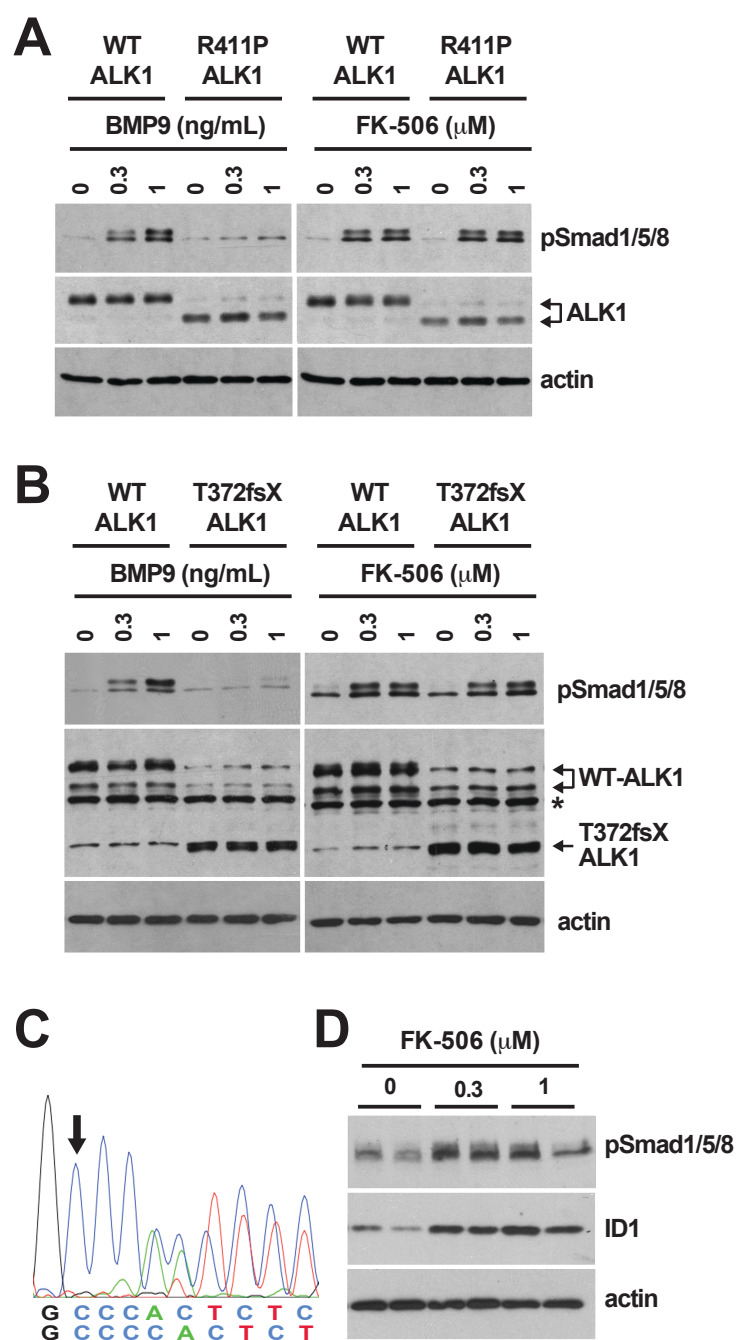 A
WT ALK1
R411P ALK1
WT ALK1
R411P ALK1
BMP9 (ng/mL)
FK-506 (μM)
0 0.3 1 0 0.3 1 0 0.3 1 0 0.3 1
pSmad1/5/8
ALK1
actin
B
WT ALK1
T372fsX ALK1
WT ALK1
T372fsX ALK1
BMP9 (ng/mL)
FK-506 (μM)
0 0.3 1 0 0.3 1 0 0.3 1 0 0.3 1
pSmad1/5/8
WT-ALK1
*
T372fsX
ALK1
actin
C
G C C C A C T C T C
G C C C C A C T C T
D
FK-506 (μM)
0 0.3 1
pSmad1/5/8
ID1
actin